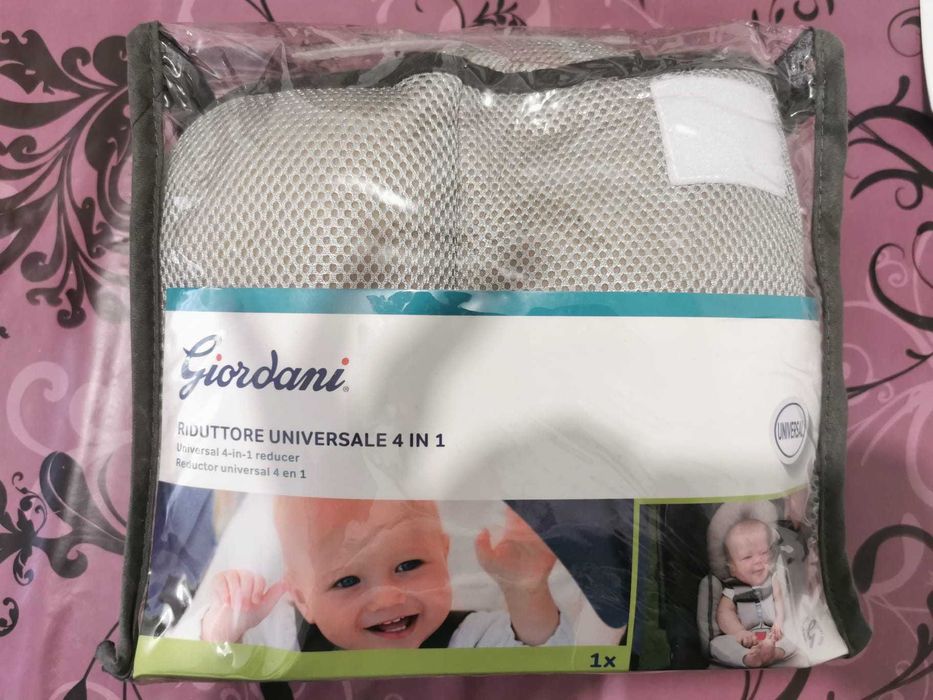 Giordani®
RIDUTTORE UNIVERSALE 4 IN 1
Universal 4-in-1 reducer
Reductor universal 4 en 1
UNIVERSAL
1x